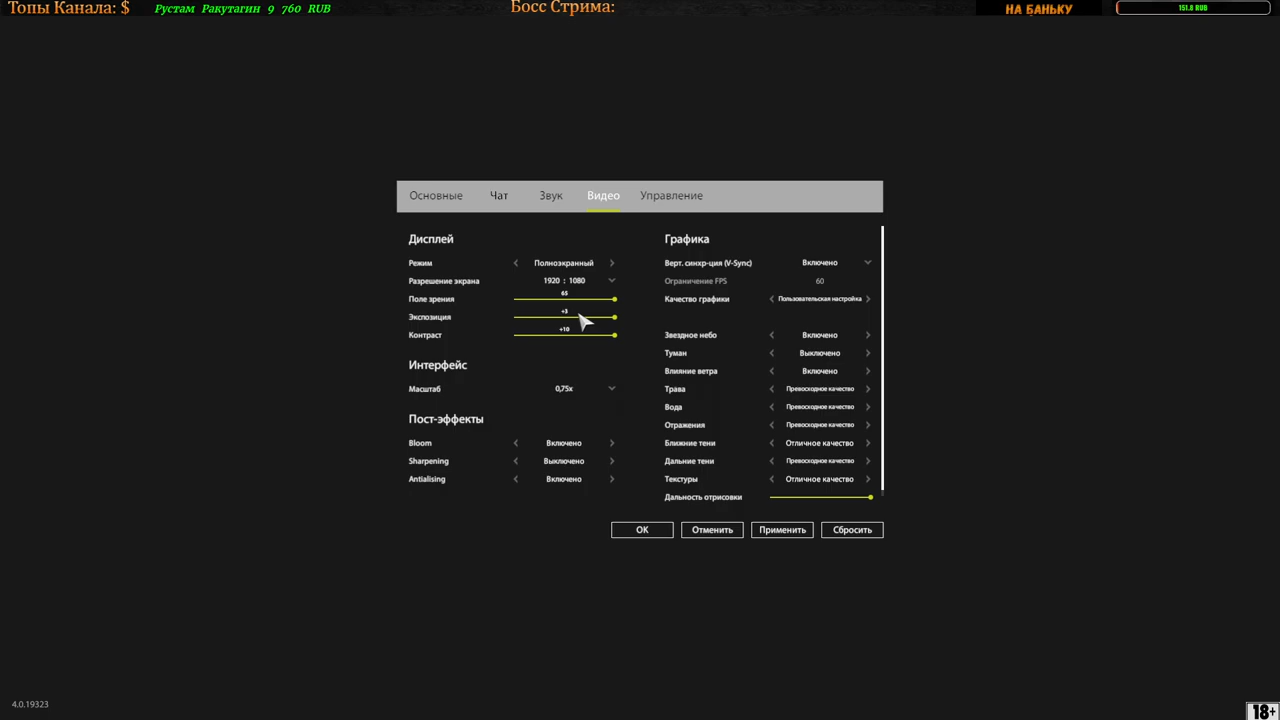 Топы Канала: $ Рустам Ракутагин 9 760 RUB Босс Стрима: НА БАНЬКУ 151.8 RUB
Основные Чат Звук Видео Управление
Дисплей
Режим Полноэкранный
Разрешение экрана 1920 : 1080
Поле зрения 65
Экспозиция +3
Контраст +10
Интерфейс
Масштаб 0,75x
Пост-эффекты
Bloom Включено
Sharpening Выключено
Antialising Включено
Графика
Верт. синхр-ция (V-Sync) Включено
Ограничение FPS 60
Качество графики Пользовательская настройка
Звездное небо Включено
Туман Выключено
Влияние ветра Включено
Трава Превосходное качество
Вода Превосходное качество
Отражения Превосходное качество
Ближние тени Отличное качество
Дальние тени Превосходное качество
Текстуры Отличное качество
Дальность отрисовки
ОК Отменить Применить Сбросить
4.0.19323
18+